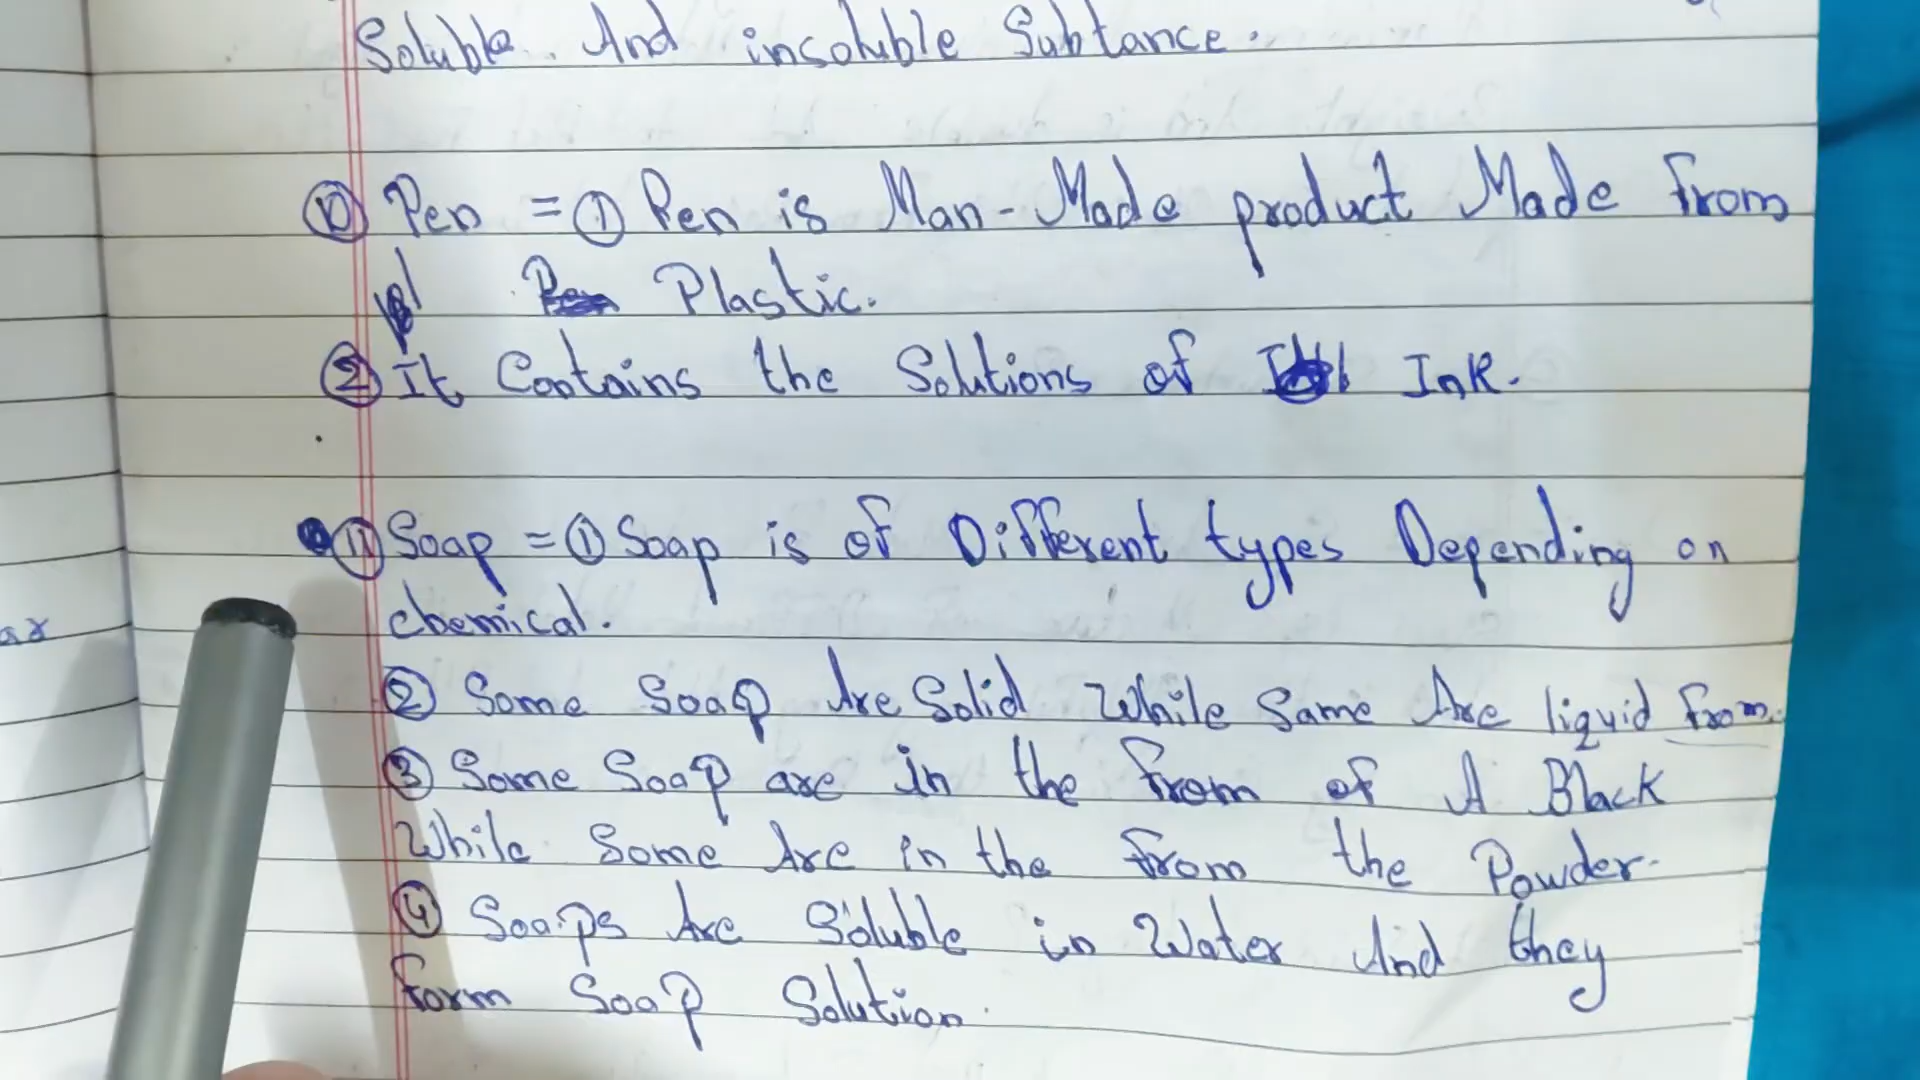 Soluble. And insoluble Subtance.
⑩ Pen = ① Pen is Man-Made product Made from
Plastic.
② It Contains the Solutions of Ink.
⑪ Soap = ① Soap is of Different types Depending on
chemical.
② Some Soap Are Solid While Same Are liquid from.
③ Some Soap are in the from of A Black
While Some Are in the from the Powder.
④ Soaps Are Soluble in Water And they
form Soap Solution.
ar